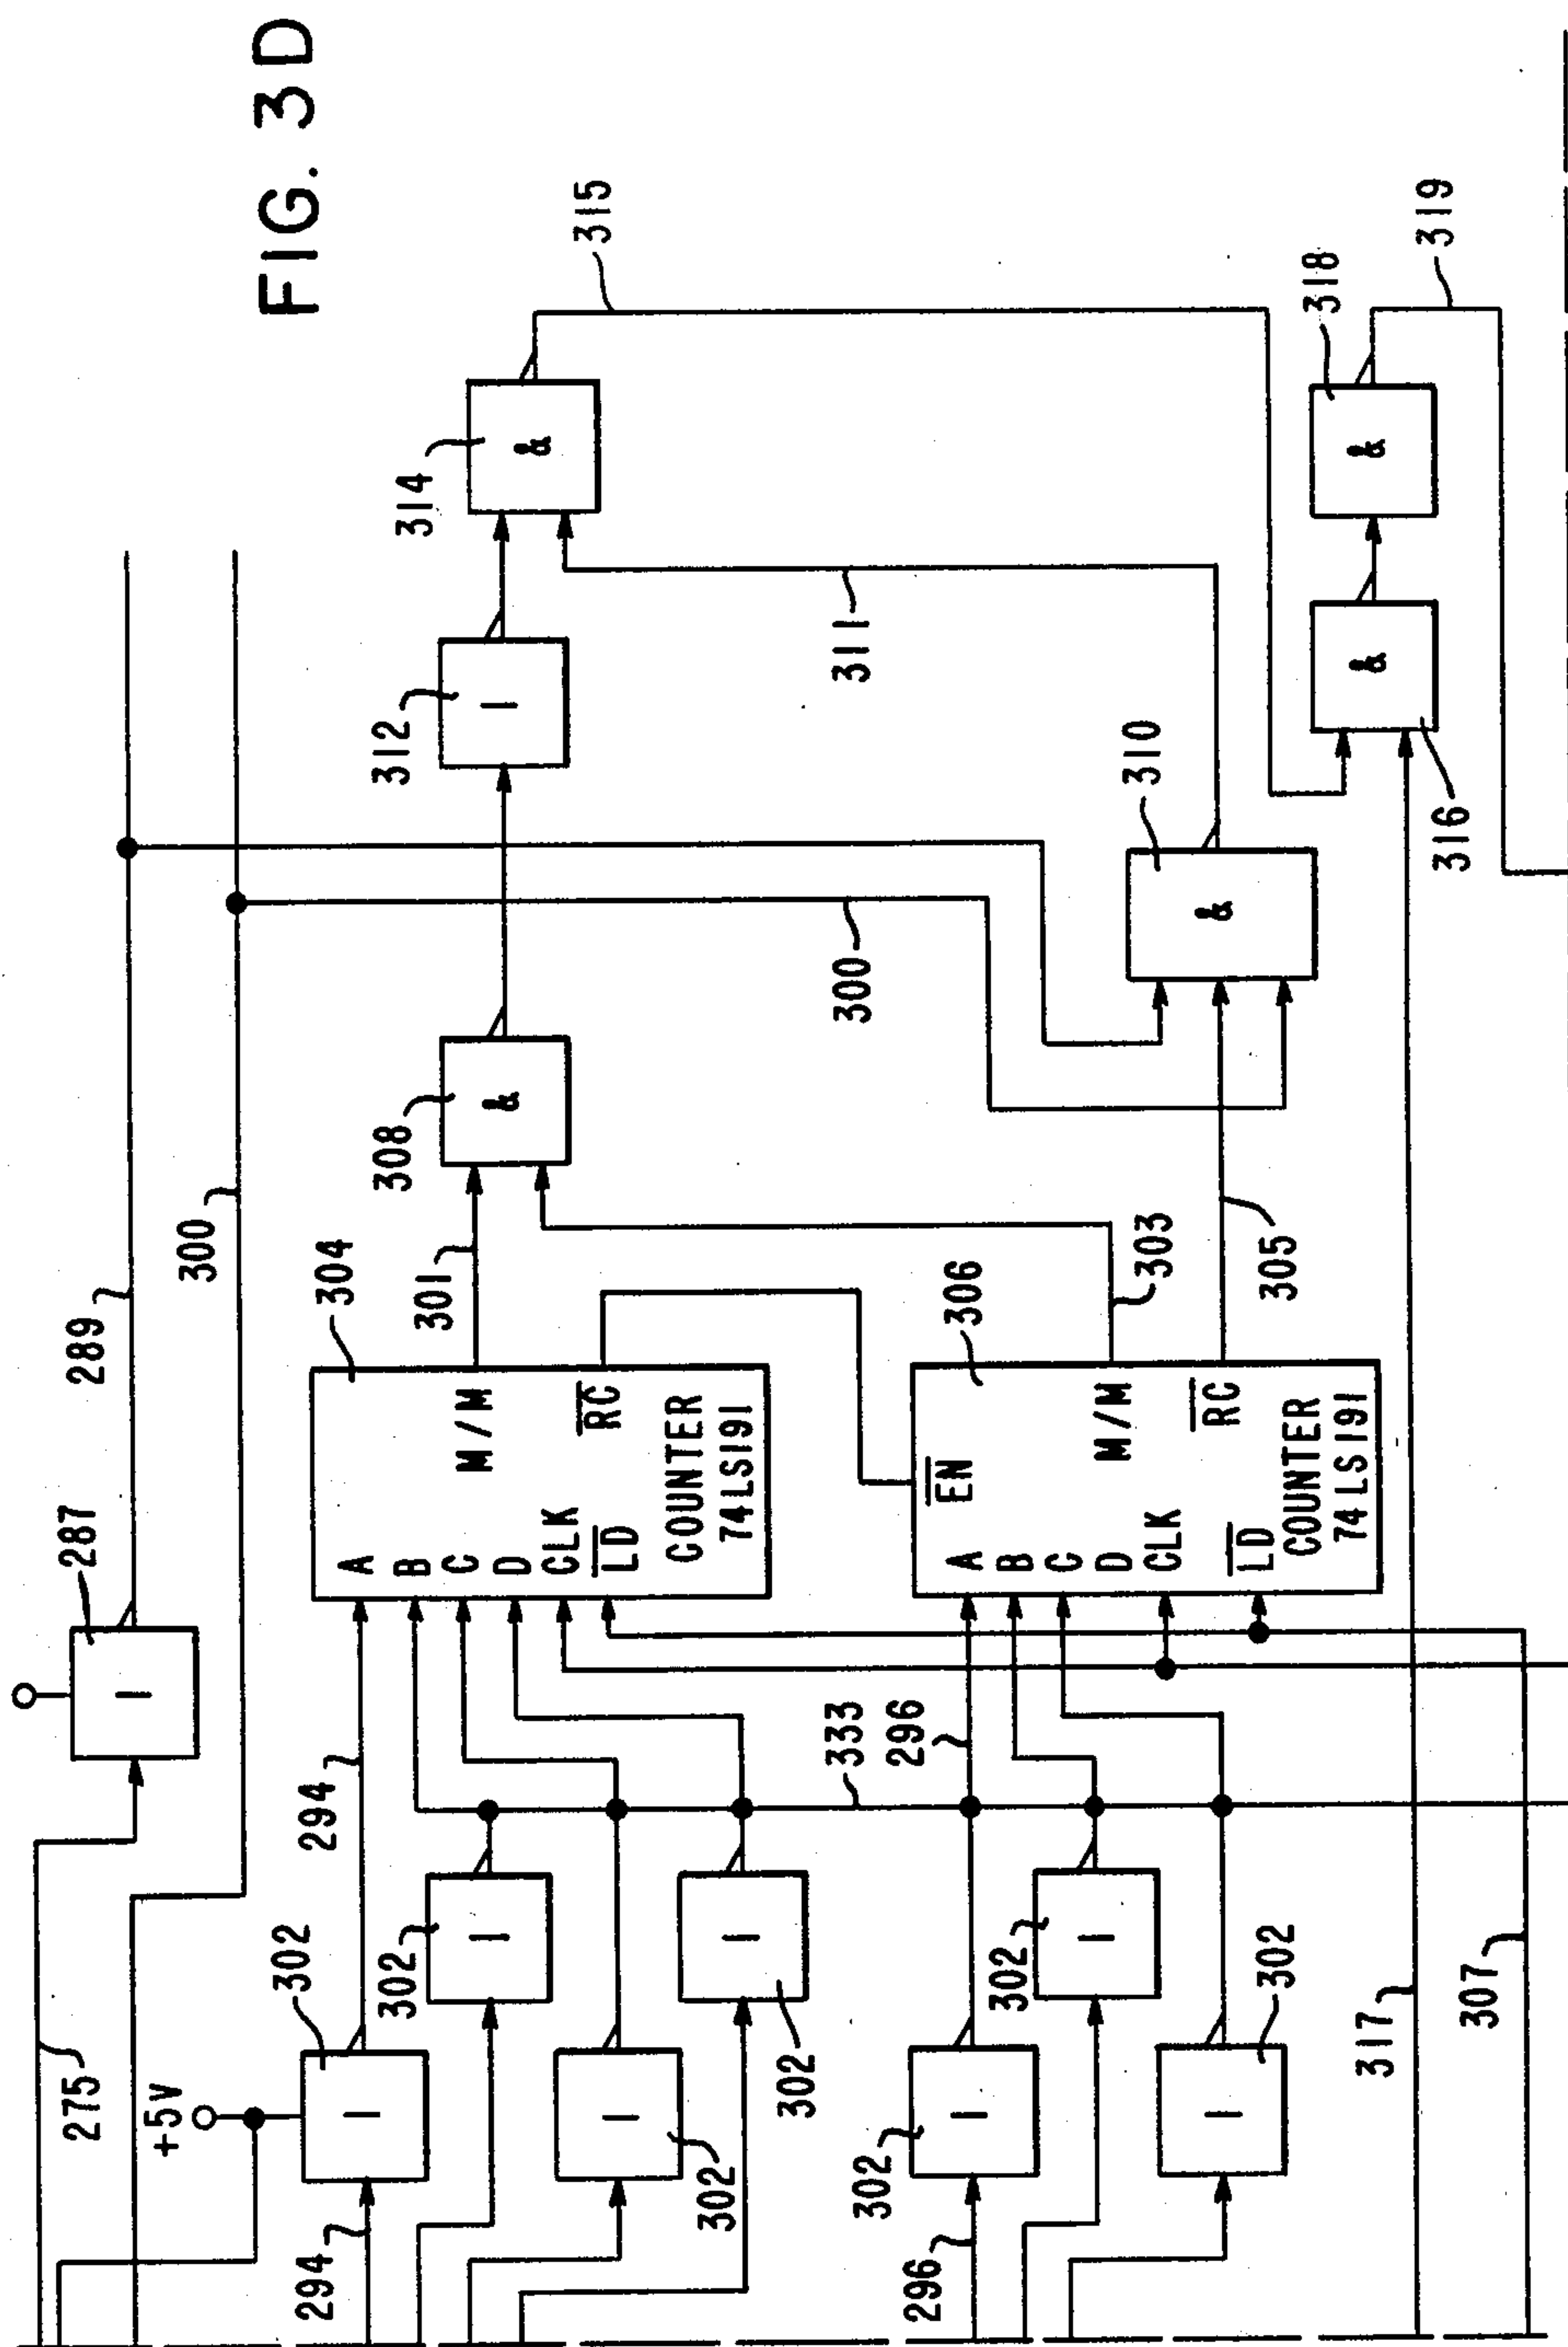 FIG. 3D
275
287
289
+5V
300
294
302
294
304
A
B
C
D
CLK
LD
M/M
RC
COUNTER
74LS191
301
308
&
312
I
314
&
315
I
I
302
I
302
I
302
I
333
300
311
296
302
296
306
EN
A
B
C
D
CLK
LD
M/M
RC
COUNTER
74LS191
303
305
310
&
I
302
I
302
I
317
307
316
&
318
&
319